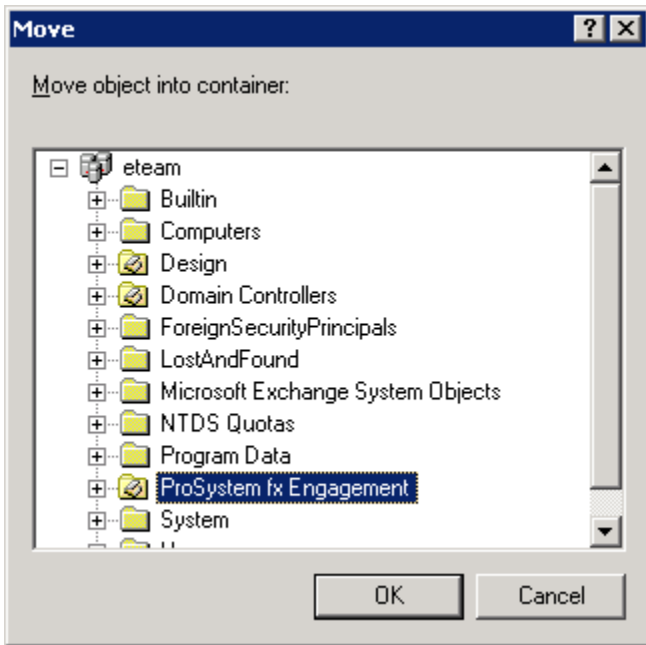 Move
Move object into container:
eteam
Builtin
Computers
Design
Domain Controllers
ForeignSecurityPrincipals
LostAndFound
Microsoft Exchange System Objects
NTDS Quotas
Program Data
ProSystem fx Engagement
System
OK
Cancel